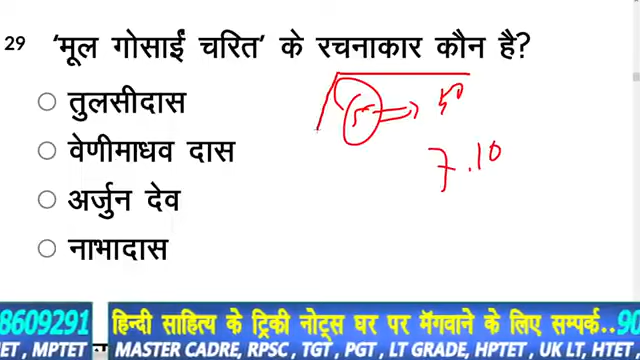 29 'मूल गोसाईं चरित' के रचनाकार कौन है?
तुलसीदास
वेणीमाधव दास
अर्जुन देव
नाभादास
7.10
8609291 हिन्दी साहित्य के ट्रिकी नोट्स घर पर मॅगवाने के लिए सम्पर्क..90
ET , MPTET MASTER CADRE, RPSC , TGT , PGT , LT GRADE, HPTET , UK LT, HTET